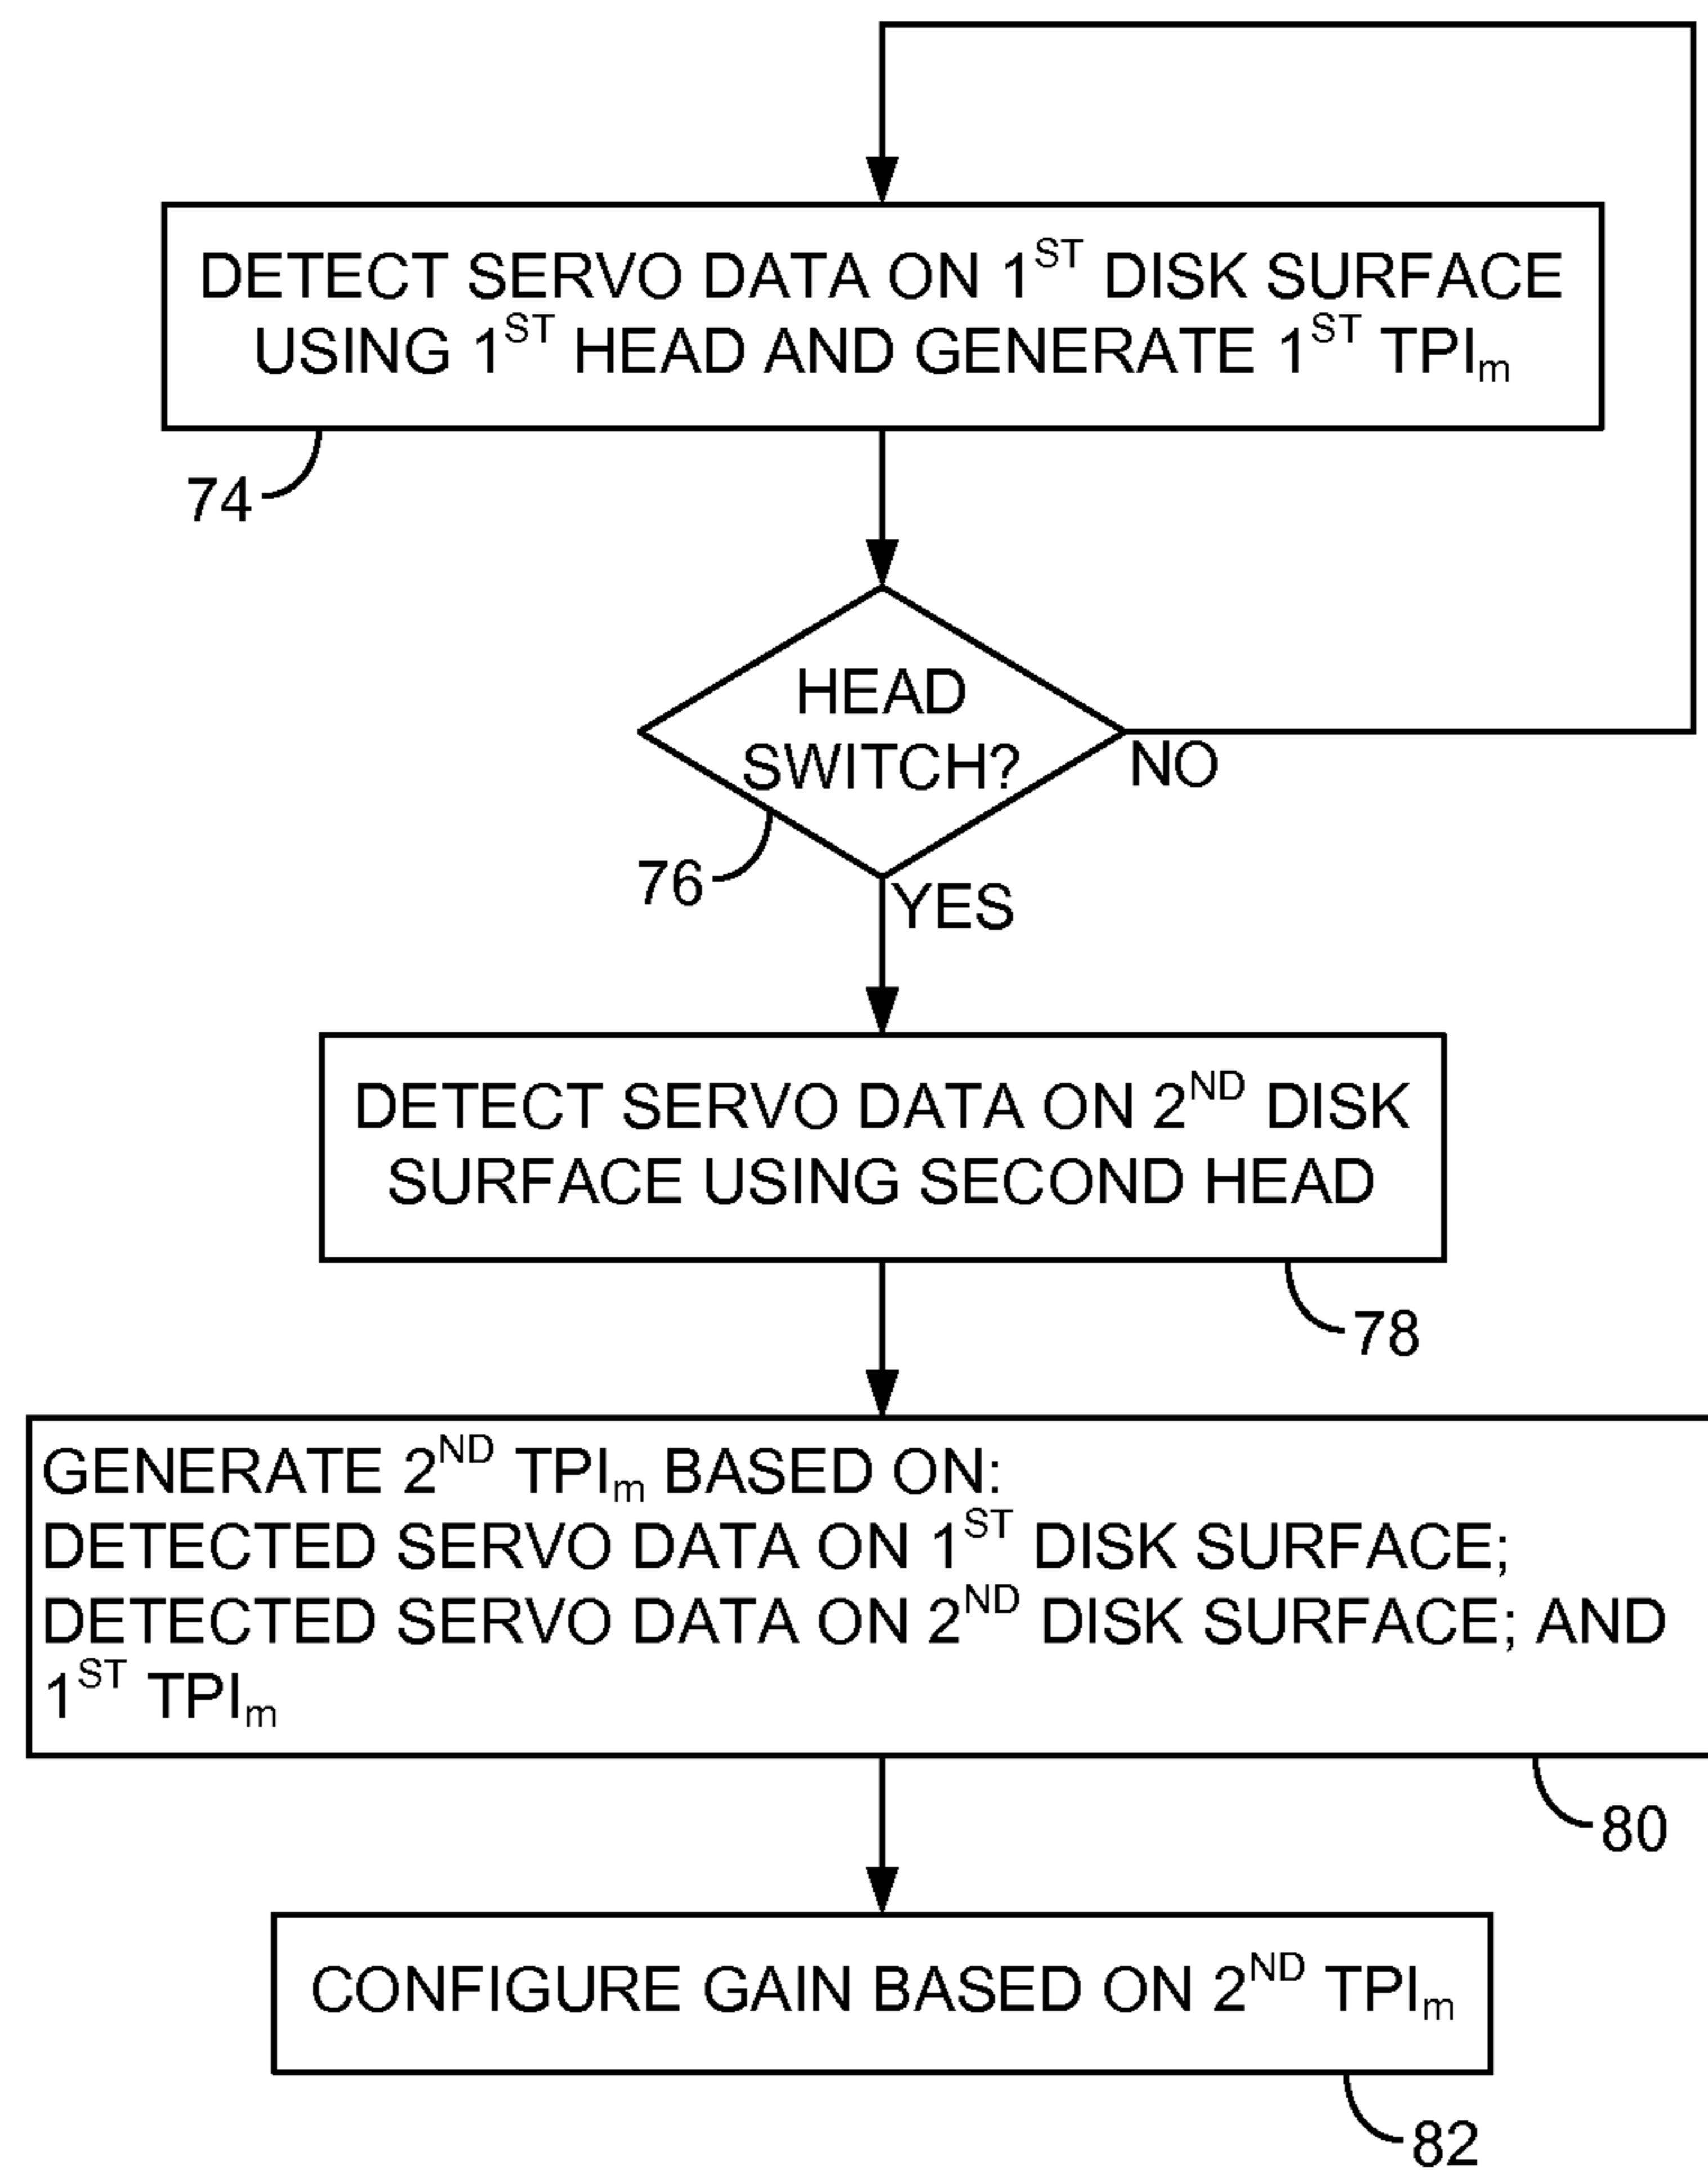 DETECT SERVO DATA ON 1ST DISK SURFACE
USING 1ST HEAD AND GENERATE 1ST TPIm
74
HEAD
SWITCH?
NO
76
YES
DETECT SERVO DATA ON 2ND DISK
SURFACE USING SECOND HEAD
78
GENERATE 2ND TPIm BASED ON:
DETECTED SERVO DATA ON 1ST DISK SURFACE;
DETECTED SERVO DATA ON 2ND DISK SURFACE; AND
1ST TPIm
80
CONFIGURE GAIN BASED ON 2ND TPIm
82